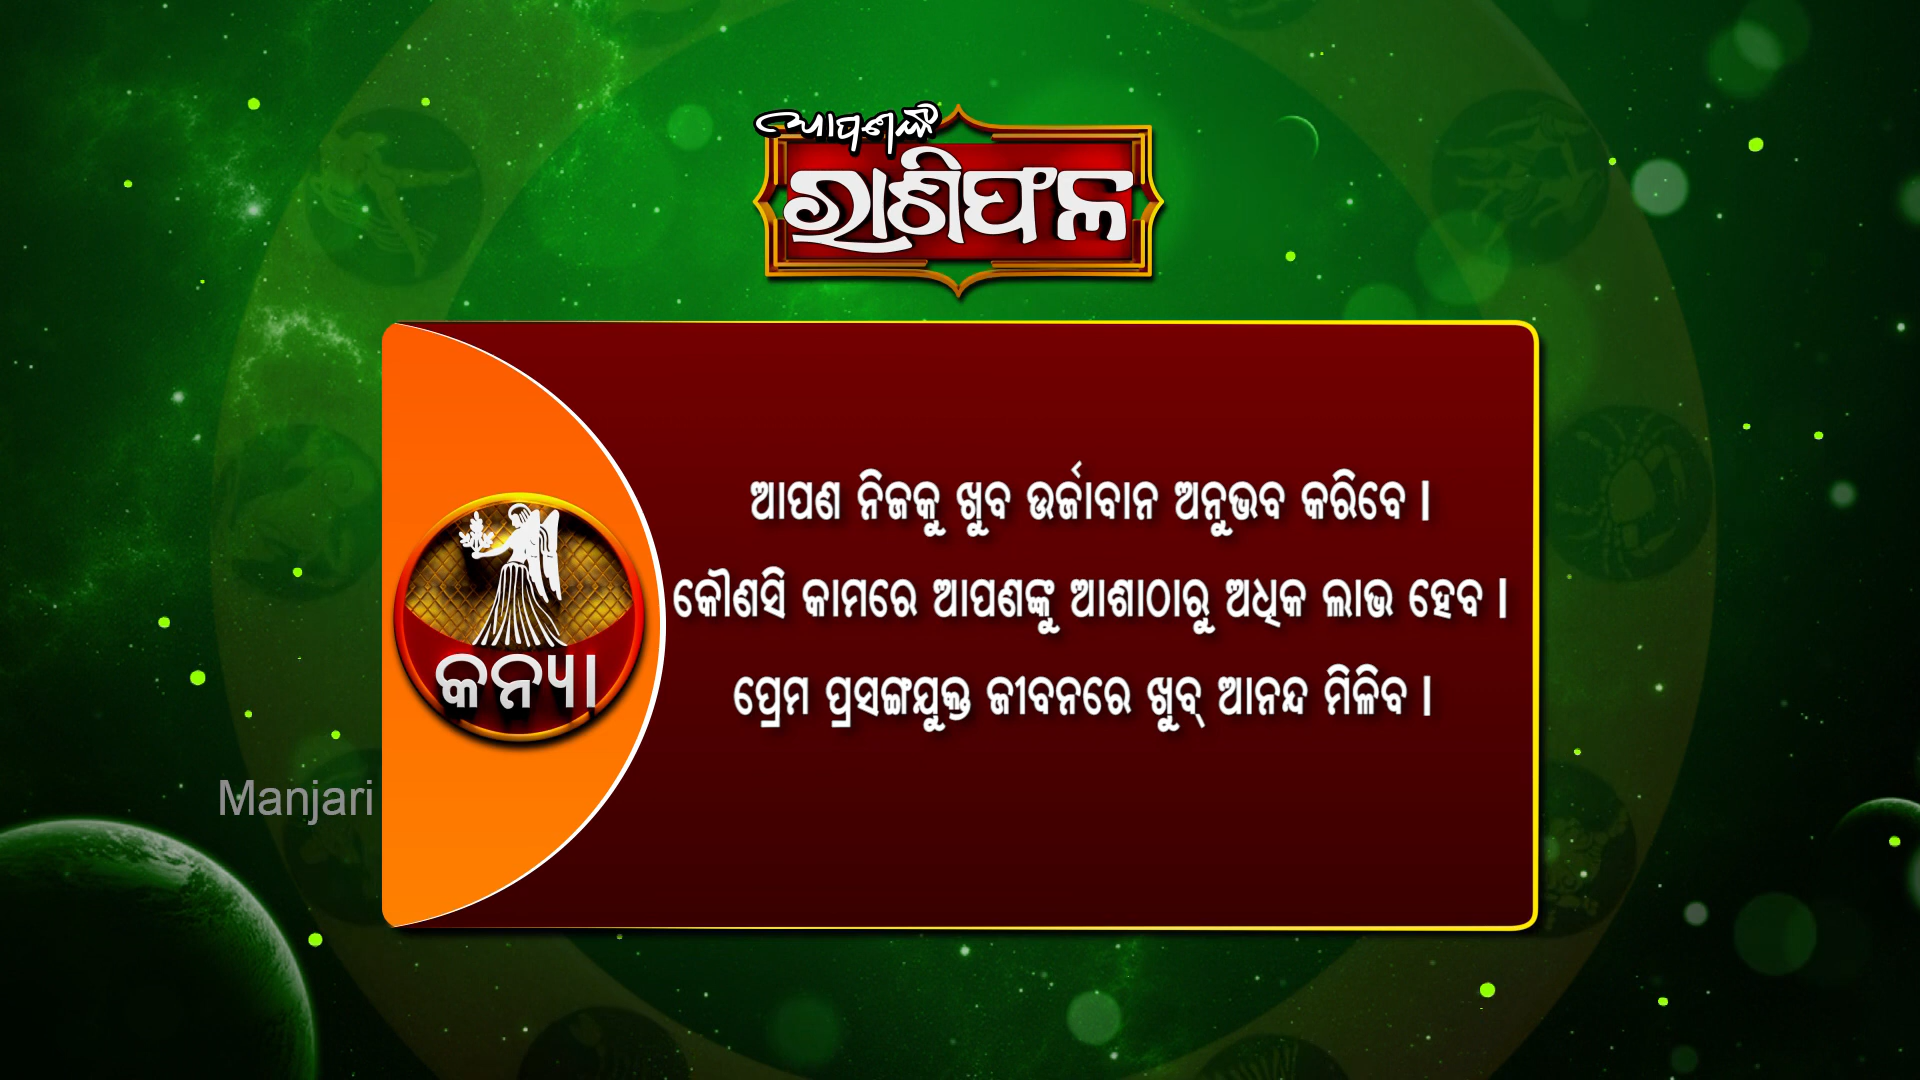 ଆପଣଙ୍କ
ରାଶିଫଳ
ଆପଣ ନିଜକୁ ଖୁବ ଉର୍ଜାବାନ ଅନୁଭବ କରିବେ ।
କୌଣସି କାମରେ ଆପଣଙ୍କୁ ଆଶାଠାରୁ ଅଧିକ ଲାଭ ହେବ ।
ପ୍ରେମ ପ୍ରସଙ୍ଗଯୁକ୍ତ ଜୀବନରେ ଖୁବ୍ ଆନନ୍ଦ ମିଳିବ ।
କନ୍ୟା
Manjari